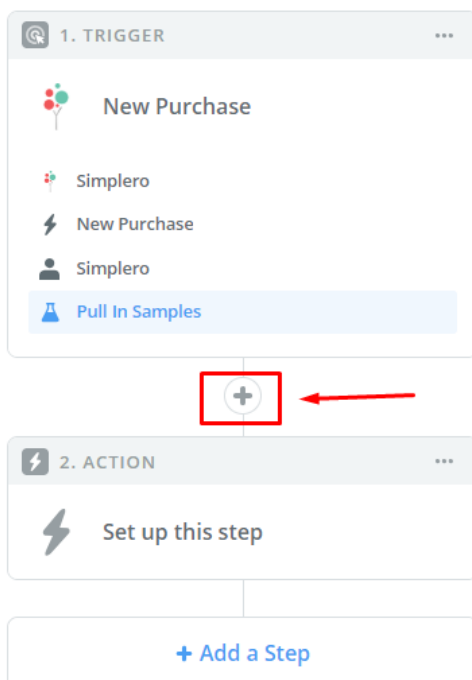 1. TRIGGER
New Purchase
Simplero
New Purchase
Simplero
Pull In Samples
2. ACTION
Set up this step
+ Add a Step